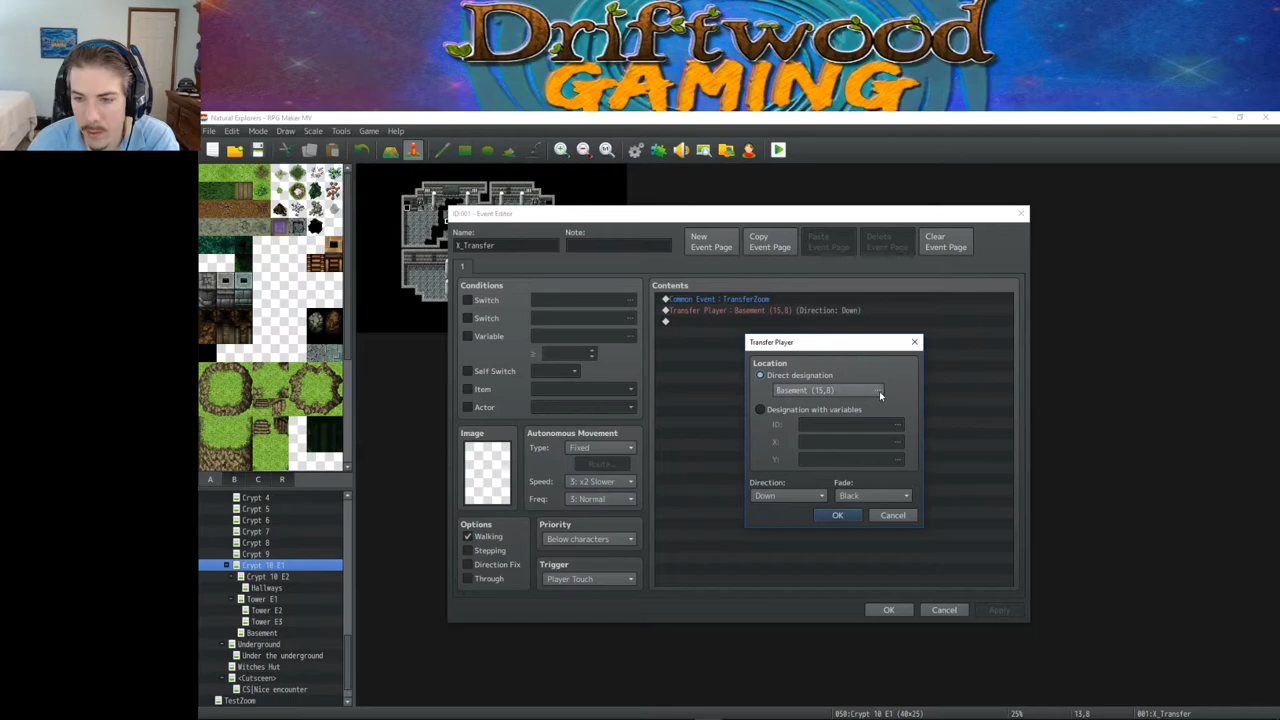 Driftwood
GAMING
Natural Explorers - RPG Maker MV
File Edit Mode Draw Scale Tools Game Help
ID:001 - Event Editor
Name: Note:
X_Transfer
New Event Page
Copy Event Page
Paste Event Page
Delete Event Page
Clear Event Page
1
Conditions
Switch
Switch
Variable
≥
Self Switch
Item
Actor
Image
Autonomous Movement
Type: Fixed
Route...
Speed: 3: x2 Slower
Freq: 3: Normal
Options
Walking
Stepping
Direction Fix
Through
Priority
Below characters
Trigger
Player Touch
Contents
◆Common Event : TransferZoom
◆Transfer Player : Basement (15,8) (Direction: Down)
◆
Transfer Player
Location
Direct designation
Basement (15,8)
Designation with variables
ID:
X:
Y:
Direction: Fade:
Down Black
OK Cancel
OK Cancel Apply
A B C R
Crypt 4
Crypt 5
Crypt 6
Crypt 7
Crypt 8
Crypt 9
Crypt 10 E1
Crypt 10 E2
Hallways
Tower E1
Tower E2
Tower E3
Basement
Underground
Under the underground
Witches Hut
<Cutsceen>
CS|Nice encounter
TestZoom
050:Crypt 10 E1 (40x25) 25% 13,8 001:X_Transfer